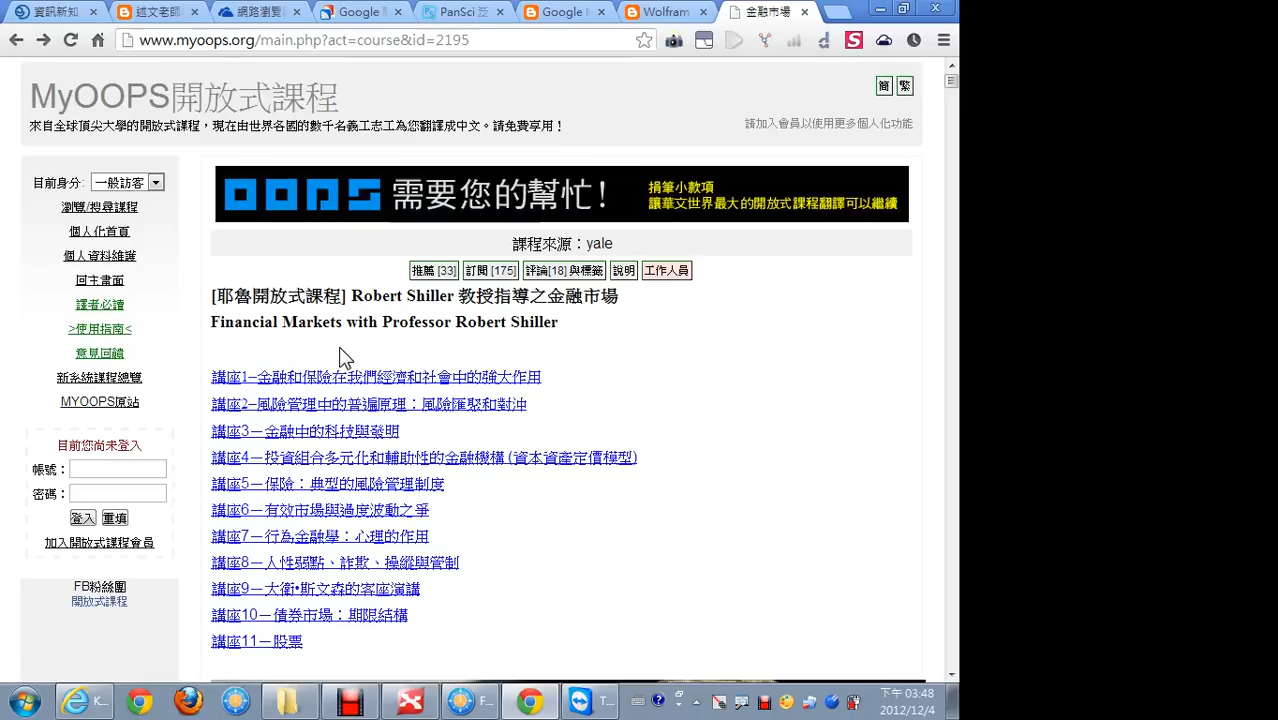 資訊新知
述文老師
網路瀏覽
Google
PanSci 泛
Google
Wolfram
金融市場
www.myoops.org/main.php?act=course&id=2195
MyOOPS開放式課程
簡 繁
來自全球頂尖大學的開放式課程，現在由世界各國的數千名義工志工為您翻譯成中文。請免費享用！
請加入會員以使用更多個人化功能
目前身分: 一般訪客
瀏覽/搜尋課程
個人化首頁
個人資料維護
回主畫面
譯者必讀
>使用指南<
意見回饋
新系統課程總覽
MYOOPS原站
目前您尚未登入
帳號：
密碼：
登入 重填
加入開放式課程會員
FB粉絲團
開放式課程
OOPS 需要您的幫忙！
捐筆小款項
讓華文世界最大的開放式課程翻譯可以繼續
課程來源：yale
推薦 [33] 訂閱 [175] 評論[18]與標籤 說明 工作人員
[耶魯開放式課程] Robert Shiller 教授指導之金融市場
Financial Markets with Professor Robert Shiller
講座1–金融和保險在我們經濟和社會中的強大作用
講座2–風險管理中的普遍原理：風險匯聚和對沖
講座3－金融中的科技與發明
講座4－投資組合多元化和輔助性的金融機構 (資本資產定價模型)
講座5－保險：典型的風險管理制度
講座6－有效市場與過度波動之爭
講座7－行為金融學：心理的作用
講座8－人性弱點、詐欺、操縱與管制
講座9－大衛•斯文森的客座演講
講座10－債券市場：期限結構
講座11－股票
K...
F...
T...
下午 03:48
2012/12/4